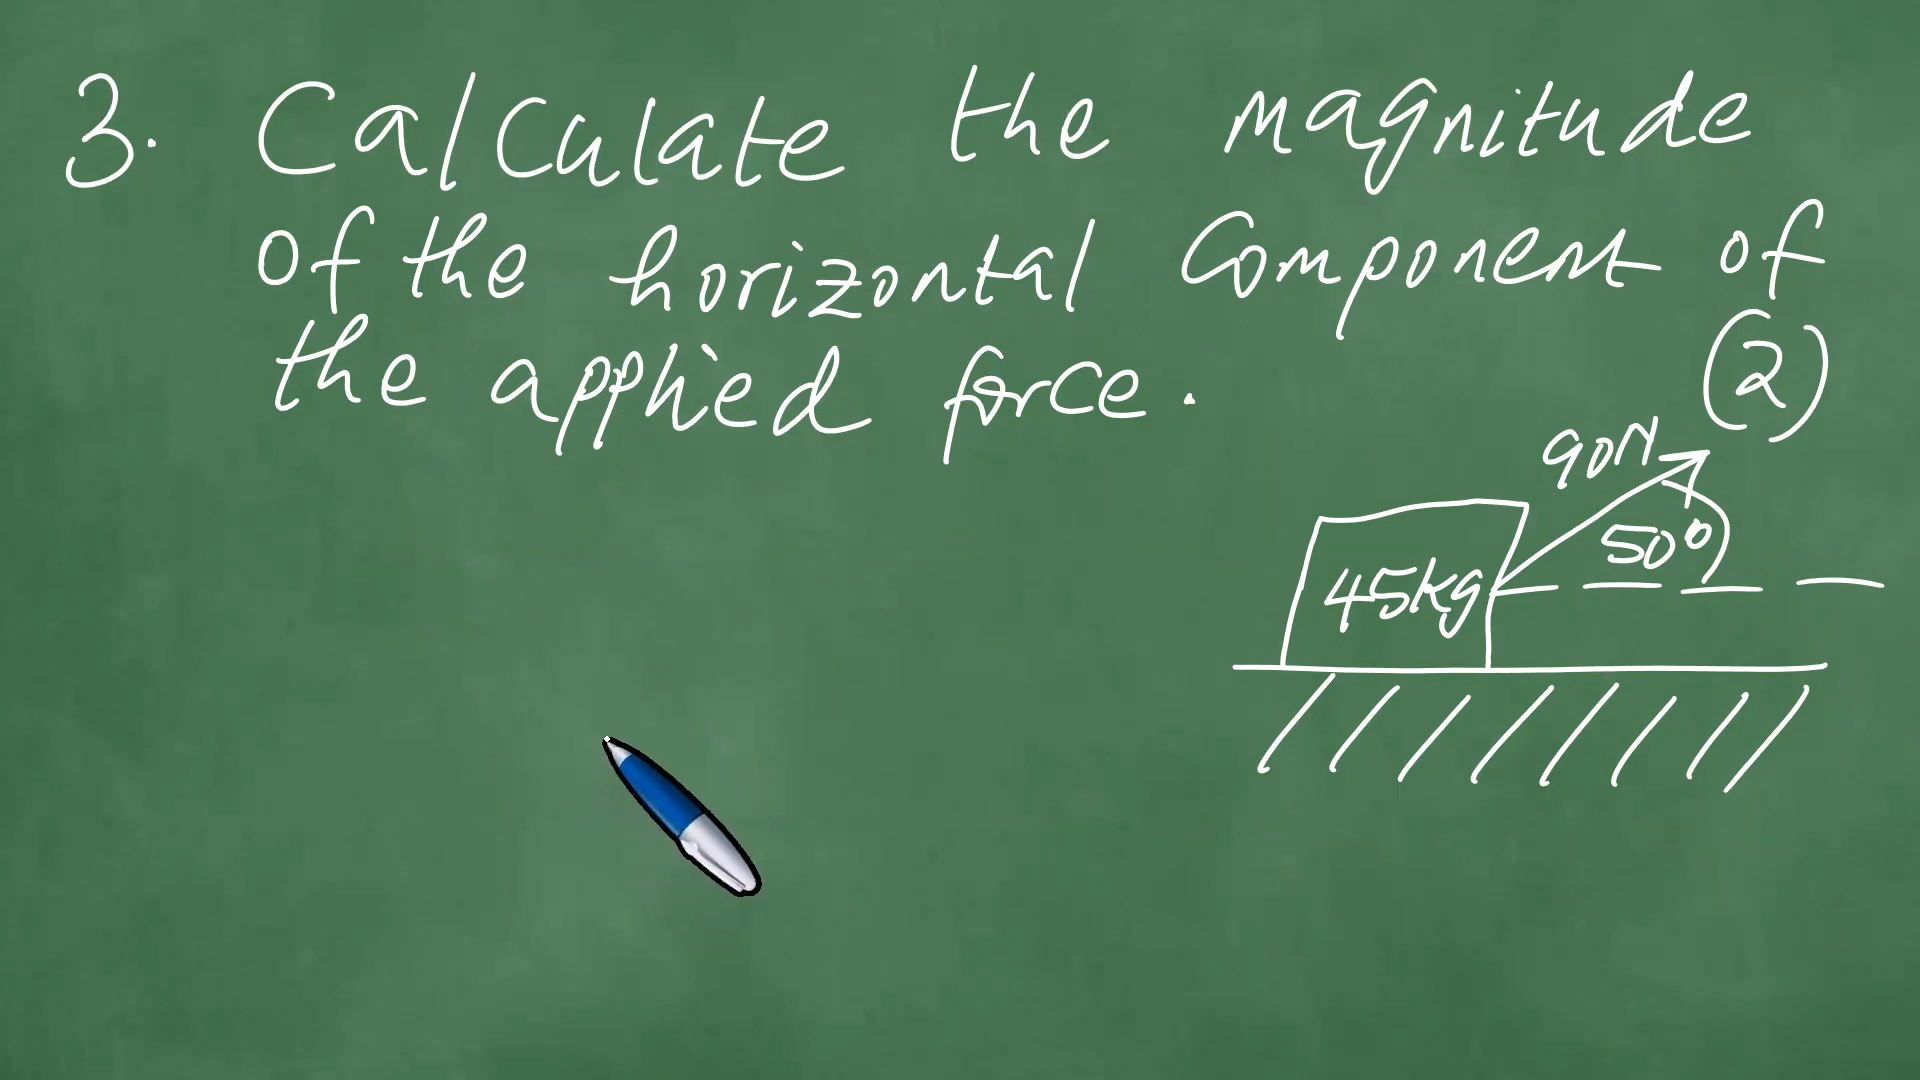 3. Calculate the magnitude
of the horizontal component of
the applied force.
(2)
90N
50°
45kg